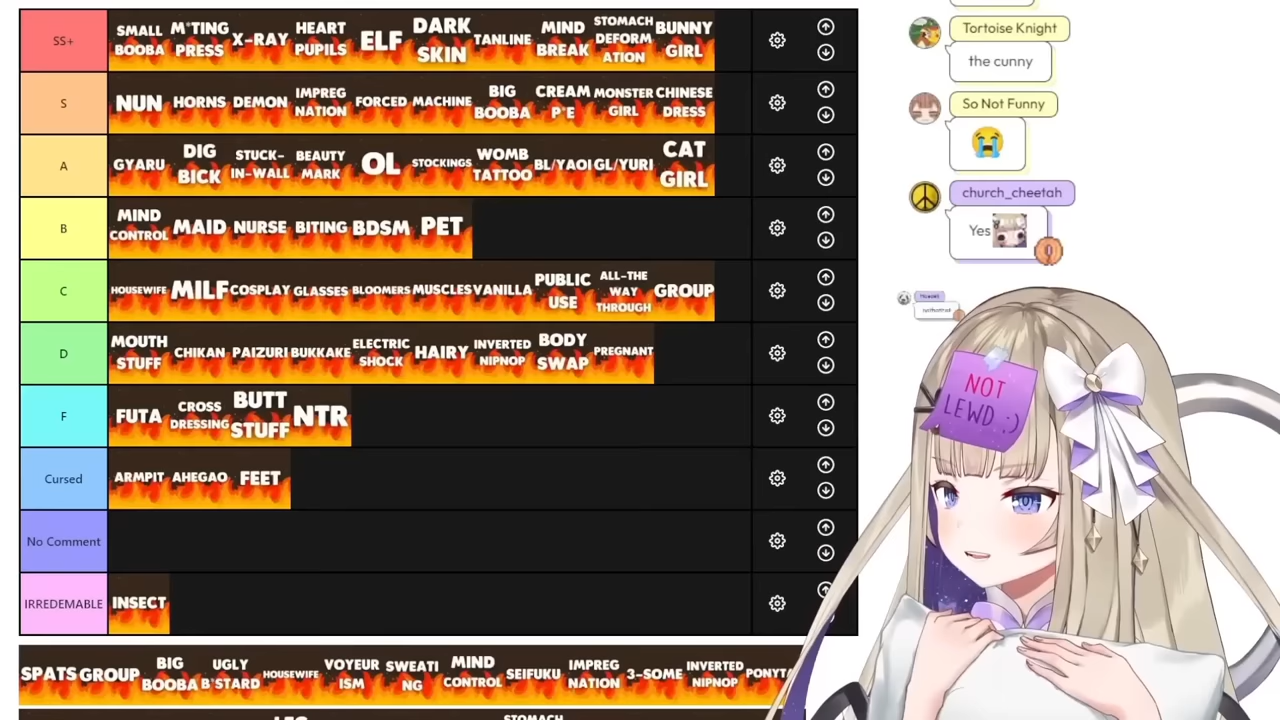 SS+
SMALL BOOBA
M*TING PRESS
X-RAY
HEART PUPILS
ELF
DARK SKIN
TANLINE
MIND BREAK
STOMACH DEFORM ATION
BUNNY GIRL
S
NUN
HORNS
DEMON
IMPREG NATION
FORCED
MACHINE
BIG BOOBA
CREAM P*E
MONSTER GIRL
CHINESE DRESS
A
GYARU
DIG BICK
STUCK-IN-WALL
BEAUTY MARK
OL
STOCKINGS
WOMB TATTOO
BL/YAOI
GL/YURI
CAT GIRL
B
MIND CONTROL
MAID
NURSE
BITING
BDSM
PET
C
HOUSEWIFE
MILF
COSPLAY
GLASSES
BLOOMERS
MUSCLES
VANILLA
PUBLIC USE
ALL-THE WAY THROUGH
GROUP
D
MOUTH STUFF
CHIKAN
PAIZURI
BUKKAKE
ELECTRIC SHOCK
HAIRY
INVERTED NIPNOP
BODY SWAP
PREGNANT
F
FUTA
CROSS DRESSING
BUTT STUFF
NTR
Cursed
ARMPIT
AHEGAO
FEET
No Comment
IRREDEMABLE
INSECT
SPATS
GROUP
BIG BOOBA
UGLY B*STARD
HOUSEWIFE
VOYEUR ISM
SWEATI NG
MIND CONTROL
SEIFUKU
IMPREG NATION
3-SOME
INVERTED NIPNOP
STOMACH
Tortoise Knight
the cunny
So Not Funny
😭
church_cheetah
Yes
NOT
LEWD :)